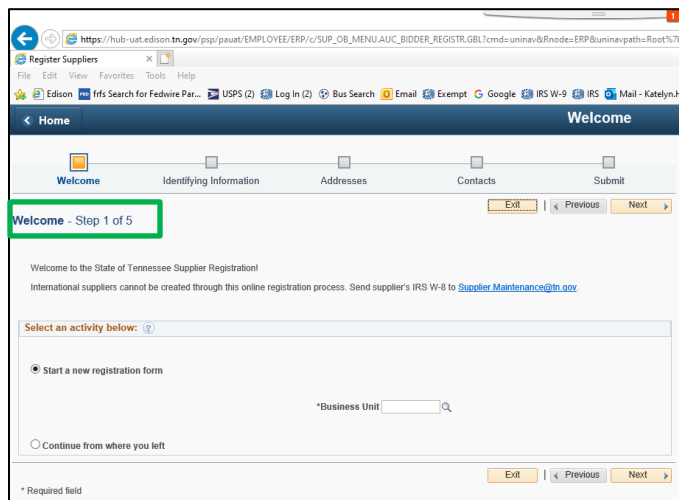 1
https://hub-uat.edison.tn.gov/psp/pauat/EMPLOYEE/ERP/c/SUP_OB_MENU.AUC_BIDDER_REGISTR.GBL?cmd=uninav&Rnode=ERP&uninavpath=Root%7
Register Suppliers
File Edit View Favorites Tools Help
Edison frfs Search for Fedwire Par... USPS (2) Log In (2) Bus Search Email Exempt G Google IRS W-9 IRS Mail - Katelyn.H
Home Welcome
Welcome Identifying Information Addresses Contacts Submit
Exit | Previous Next
Welcome - Step 1 of 5
Welcome to the State of Tennessee Supplier Registration!
International suppliers cannot be created through this online registration process. Send supplier's IRS W-8 to Supplier.Maintenance@tn.gov.
Select an activity below: ?
Start a new registration form
*Business Unit
Continue from where you left
Exit | Previous Next
* Required field